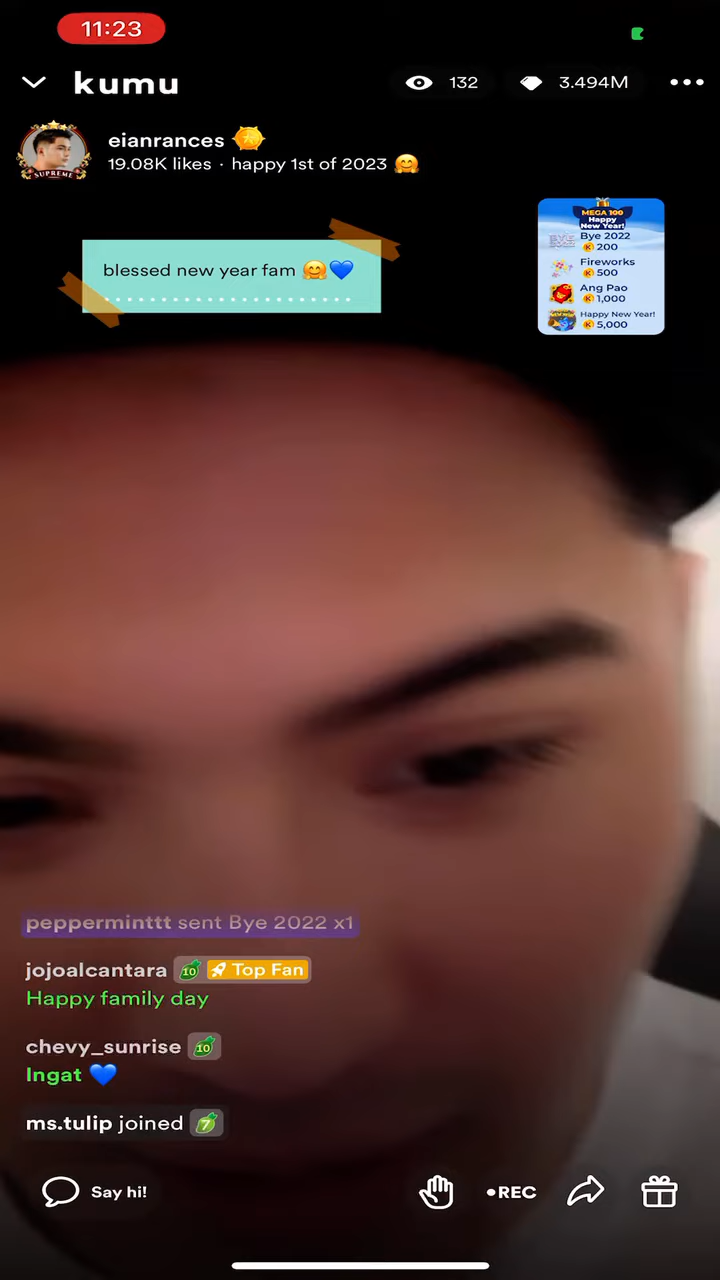 11:23
kumu
132
3.494M
eianrances
19.08K likes · happy 1st of 2023 🤗
SUPREME
blessed new year fam 🤗💙
MEGA 100
Happy
New Year!
Bye 2022
200
Fireworks
500
Ang Pao
1,000
Happy New Year!
5,000
pepperminttt sent Bye 2022 x1
jojoalcantara 10 Top Fan
Happy family day
chevy_sunrise 10
Ingat 💙
ms.tulip joined 7
Say hi!
•REC